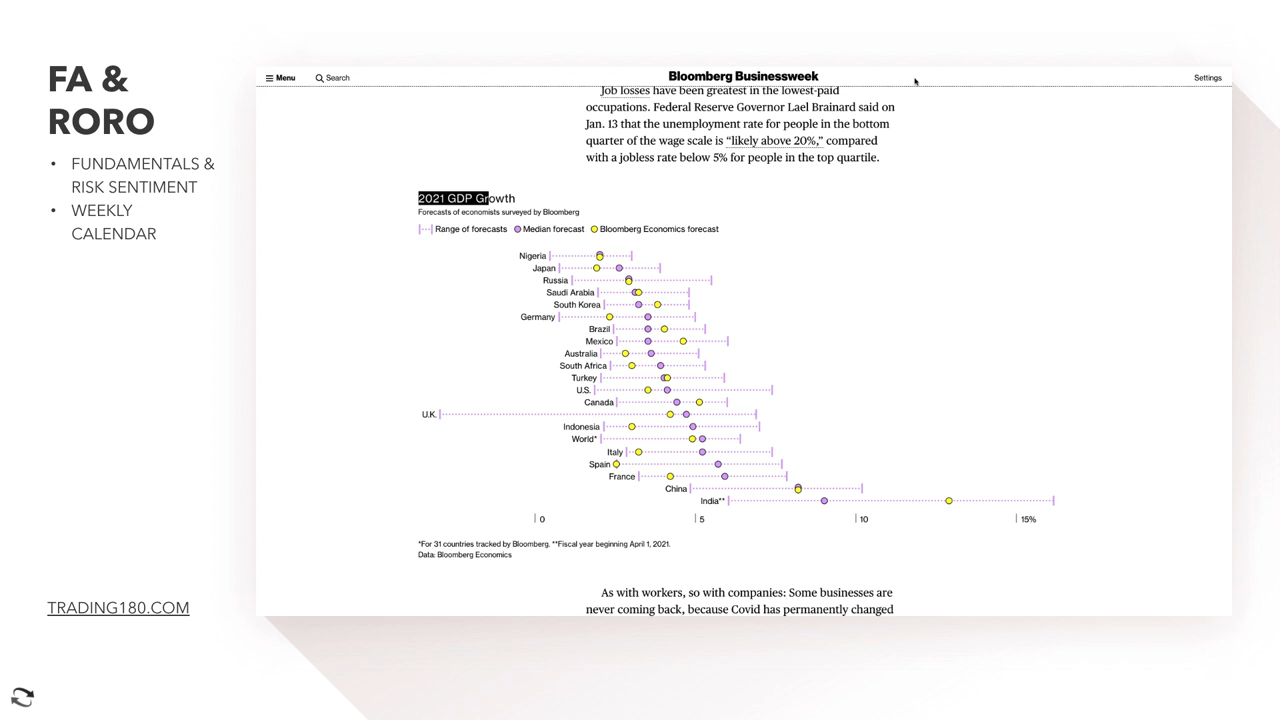 FA &
RORO
• FUNDAMENTALS &
RISK SENTIMENT
• WEEKLY
CALENDAR
TRADING180.COM
Menu
Search
Bloomberg Businessweek
Settings
Job losses have been greatest in the lowest-paid
occupations. Federal Reserve Governor Lael Brainard said on
Jan. 13 that the unemployment rate for people in the bottom
quarter of the wage scale is “likely above 20%,” compared
with a jobless rate below 5% for people in the top quartile.
2021 GDP Growth
Forecasts of economists surveyed by Bloomberg
Range of forecasts Median forecast Bloomberg Economics forecast
Nigeria
Japan
Russia
Saudi Arabia
South Korea
Germany
Brazil
Mexico
Australia
South Africa
Turkey
U.S.
Canada
U.K.
Indonesia
World*
Italy
Spain
France
China
India**
0 5 10 15%
*For 31 countries tracked by Bloomberg. **Fiscal year beginning April 1, 2021.
Data: Bloomberg Economics
As with workers, so with companies: Some businesses are
never coming back, because Covid has permanently changed